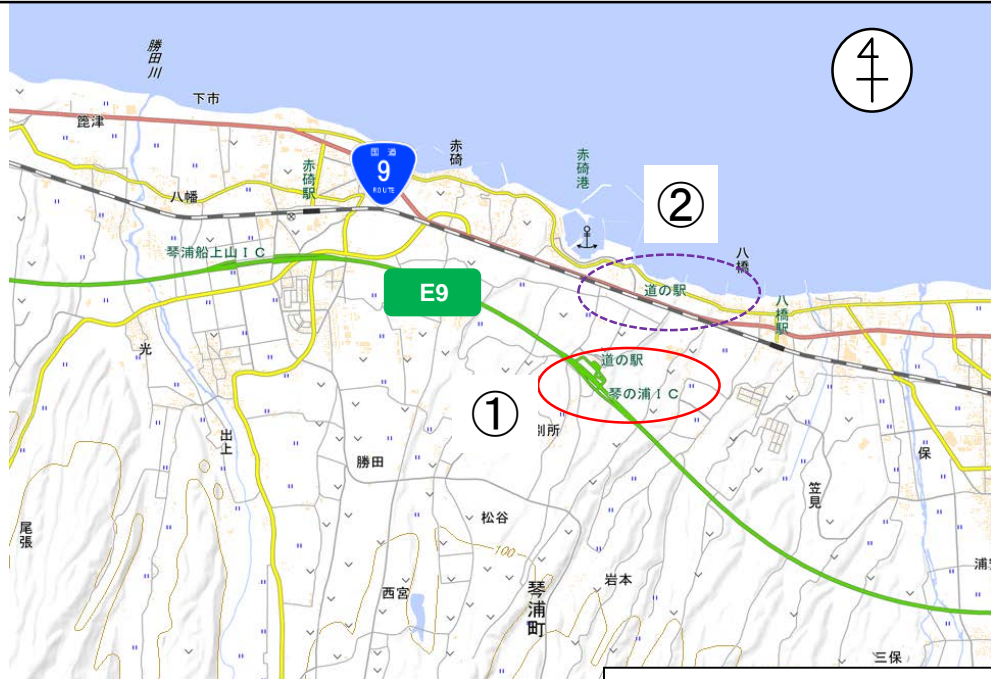 勝田川
下市
箆津
国道
9
ROUTE
赤碕
赤碕港
②
赤碕駅
八幡
八橋
琴浦船上山IC
E9
道の駅
八橋駅
道の駅
琴の浦IC
光
①
別所
出上
勝田
保
笠見
松谷
尾張
100
岩本
西宮
琴浦町
浦安
三保